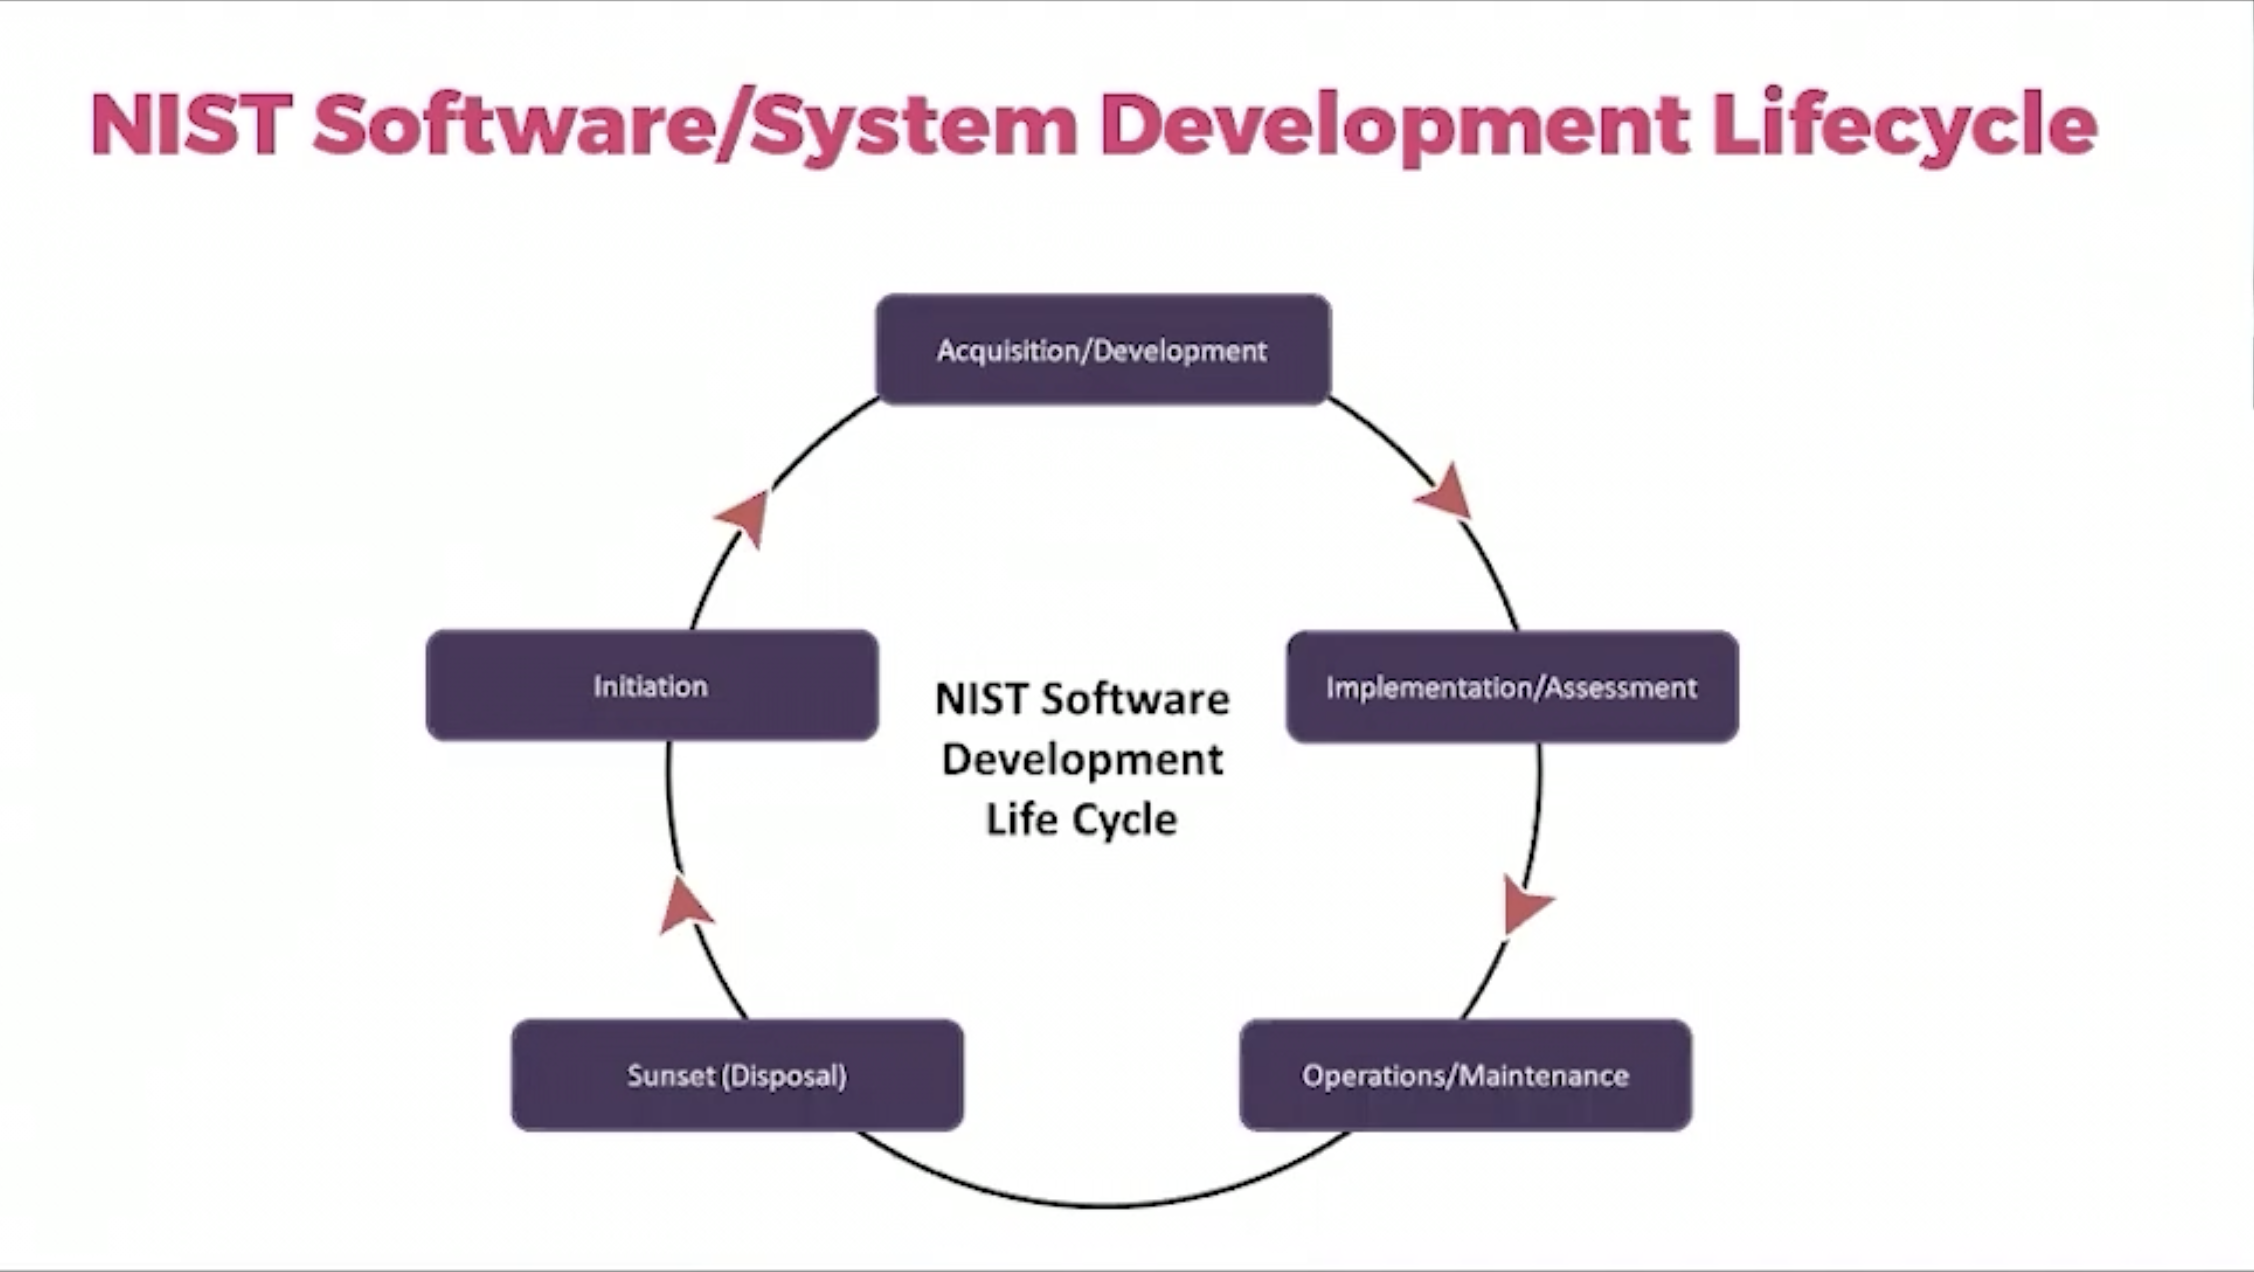 NIST Software/System Development Lifecycle
Acquisition/Development
Initiation
Implementation/Assessment
NIST Software
Development
Life Cycle
Sunset (Disposal)
Operations/Maintenance